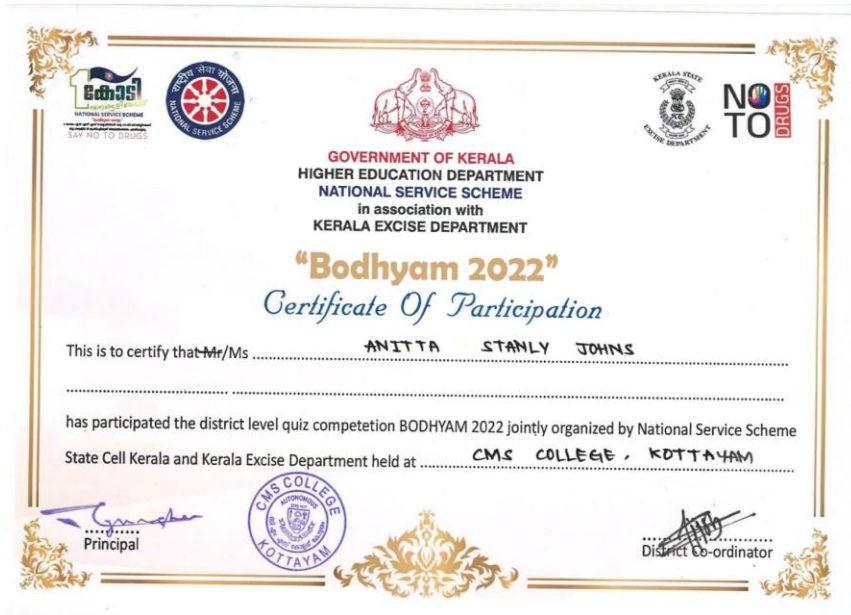 കോടി
NATIONAL SERVICE SCHEME
SAY NO TO DRUGS
राष्ट्रीय सेवा योजना
NATIONAL SERVICE SCHEME
KERALA STATE
EXCISE DEPARTMENT
NO
TO
DRUGS
GOVERNMENT OF KERALA
HIGHER EDUCATION DEPARTMENT
NATIONAL SERVICE SCHEME
in association with
KERALA EXCISE DEPARTMENT
“Bodhyam 2022”
Certificate Of Participation
This is to certify that Mr/Ms ANITTA STANLY JOHNS
has participated the district level quiz competetion BODHYAM 2022 jointly organized by National Service Scheme
State Cell Kerala and Kerala Excise Department held at CMS COLLEGE, KOTTAYAM
CMS COLLEGE
AUTONOMOUS
KOTTAYAM
Principal
District Co-ordinator